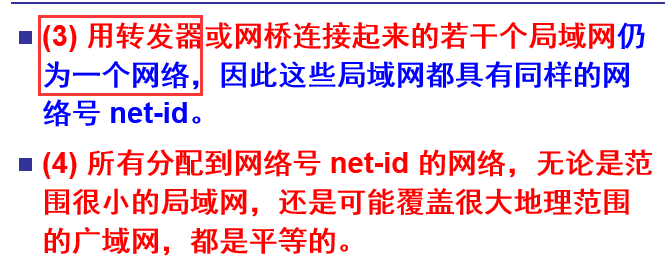 (3) 用转发器或网桥连接起来的若干个局域网仍
为一个网络，因此这些局域网都具有同样的网
络号 net-id。
(4) 所有分配到网络号 net-id 的网络，无论是范
围很小的局域网，还是可能覆盖很大地理范围
的广域网，都是平等的。